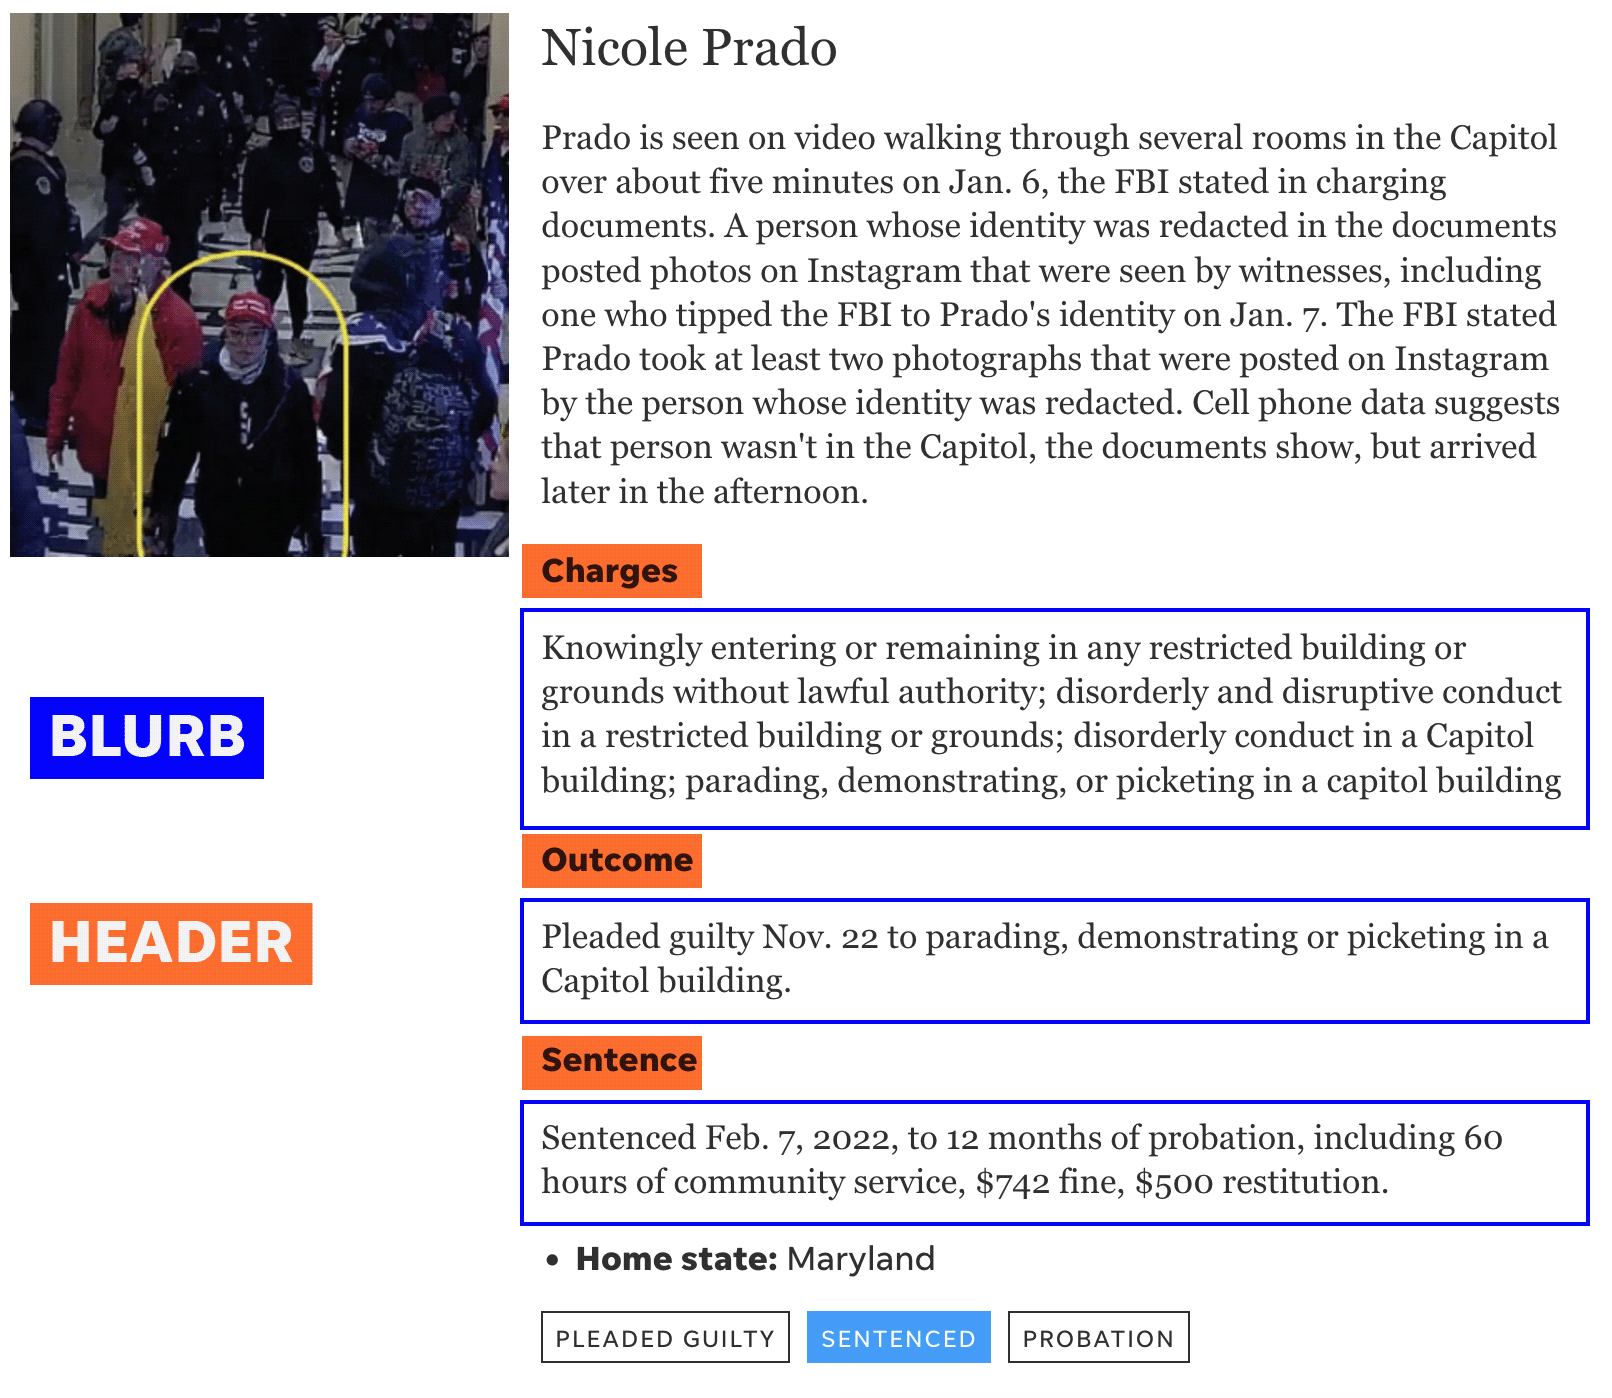 Nicole Prado
Prado is seen on video walking through several rooms in the Capitol
over about five minutes on Jan. 6, the FBI stated in charging
documents. A person whose identity was redacted in the documents
posted photos on Instagram that were seen by witnesses, including
one who tipped the FBI to Prado's identity on Jan. 7. The FBI stated
Prado took at least two photographs that were posted on Instagram
by the person whose identity was redacted. Cell phone data suggests
that person wasn't in the Capitol, the documents show, but arrived
later in the afternoon.
Charges
Knowingly entering or remaining in any restricted building or
grounds without lawful authority; disorderly and disruptive conduct
in a restricted building or grounds; disorderly conduct in a Capitol
building; parading, demonstrating, or picketing in a capitol building
BLURB
Outcome
Pleaded guilty Nov. 22 to parading, demonstrating or picketing in a
Capitol building.
HEADER
Sentence
Sentenced Feb. 7, 2022, to 12 months of probation, including 60
hours of community service, $742 fine, $500 restitution.
• Home state: Maryland
PLEADED GUILTY
SENTENCED
PROBATION